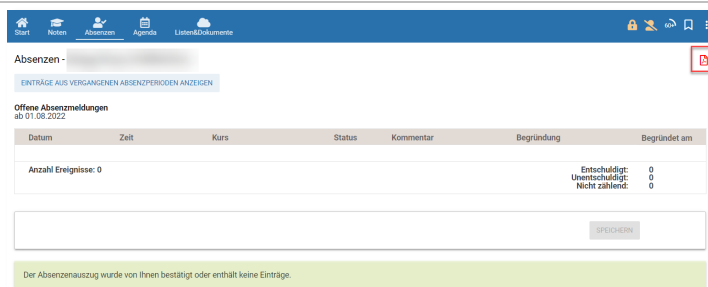 Start Noten Absenzen Agenda Listen&Dokumente
Absenzen -
EINTRÄGE AUS VERGANGENEN ABSENZPERIODEN ANZEIGEN
Offene Absenzmeldungen
ab 01.08.2022
Datum Zeit Kurs Status Kommentar Begründung Begründet am
Anzahl Ereignisse: 0 Entschuldigt: 0
Unentschuldigt: 0
Nicht zählend: 0
SPEICHERN
Der Absenzenauszug wurde von Ihnen bestätigt oder enthält keine Einträge.